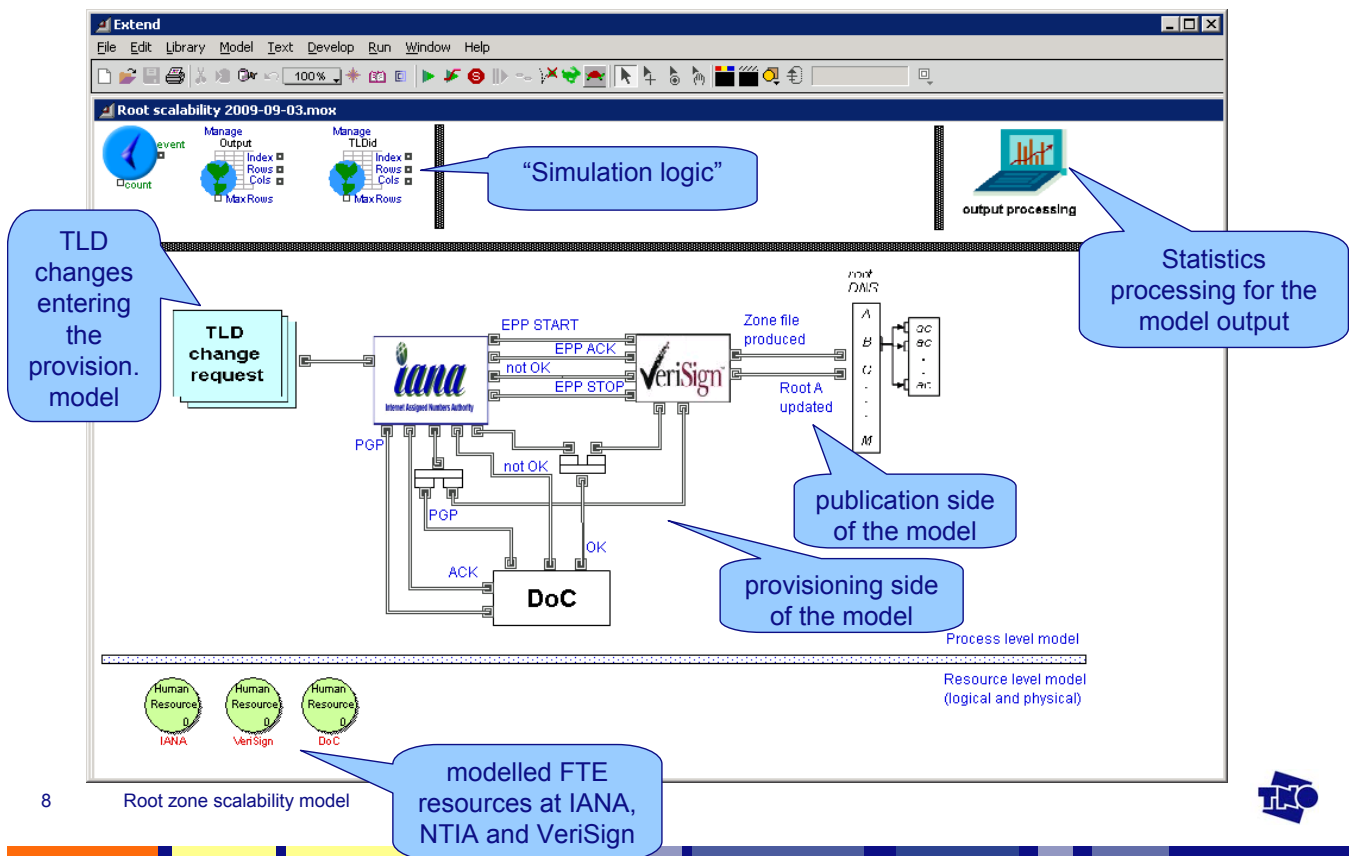 Extend
File Edit Library Model Text Develop Run Window Help
100%
Root scalability 2009-09-03.mox
event
count
Manage
Output
Index
Rows
Cols
MaxRows
Manage
TLDid
Index
Rows
Cols
MaxRows
“Simulation logic”
output processing
TLD
changes
entering
the
provision.
model
Statistics
processing for the
model output
TLD
change
request
iana
Internet Assigned Numbers Authority
EPP START
EPP ACK
not OK
EPP STOP
VeriSign
Zone file
produced
Root A
updated
root
DNS
A
B
C
.
.
.
M
ac
ac
.
.
PGP
not OK
PGP
OK
ACK
DoC
publication side
of the model
provisioning side
of the model
Process level model
Resource level model
(logical and physical)
Human
Resource
0
IANA
Human
Resource
0
VeriSign
Human
Resource
0
DoC
modelled FTE
resources at IANA,
NTIA and VeriSign
8 Root zone scalability model
TNO